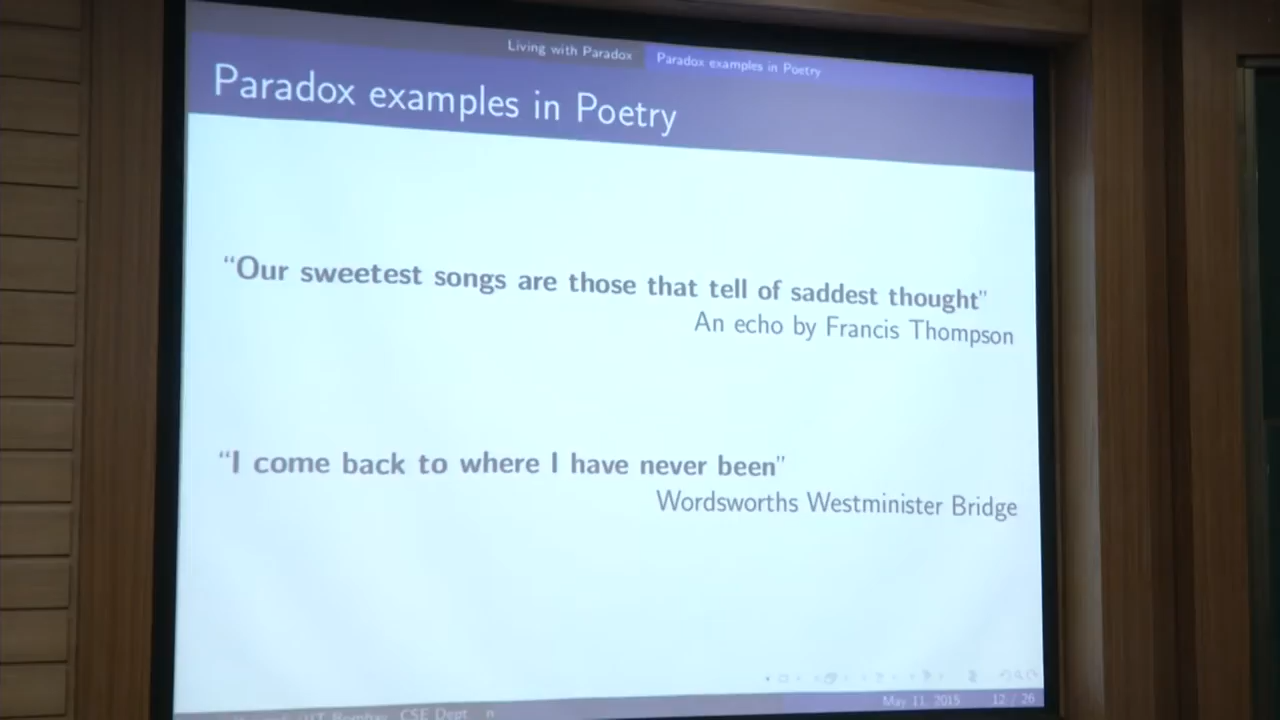 Living with Paradox
Paradox examples in Poetry
Paradox examples in Poetry
“Our sweetest songs are those that tell of saddest thought”
An echo by Francis Thompson
“I come back to where I have never been”
Wordsworths Westminister Bridge
May 11, 2015 12 / 26
CSE Dept